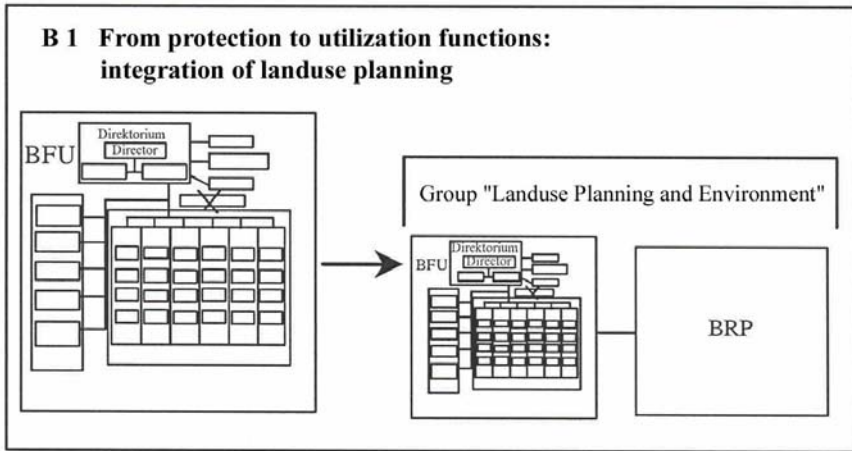 B 1 From protection to utilization functions:
integration of landuse planning
BFU
Direktorium
Director
Group "Landuse Planning and Environment"
BFU
Direktorium
Director
BRP